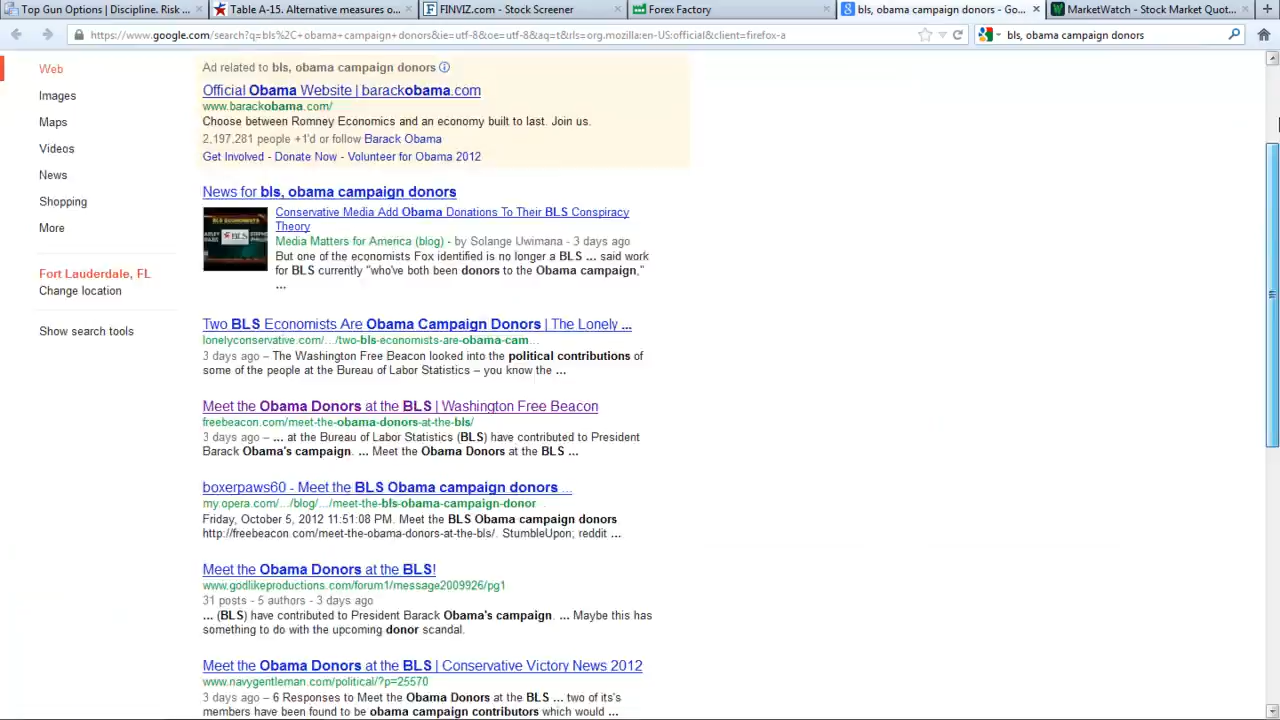 Top Gun Options | Discipline. Risk ...
Table A-15. Alternative measures o...
FINVIZ.com - Stock Screener
Forex Factory
bls, obama campaign donors - Go...
MarketWatch - Stock Market Quot...
https://www.google.com/search?q=bls%2C+obama+campaign+donors&ie=utf-8&oe=utf-8&aq=t&rls=org.mozilla:en-US:official&client=firefox-a
bls, obama campaign donors
Web
Images
Maps
Videos
News
Shopping
More
Fort Lauderdale, FL
Change location
Show search tools
Ad related to bls, obama campaign donors
Official Obama Website | barackobama.com
www.barackobama.com/
Choose between Romney Economics and an economy built to last. Join us.
2,197,281 people +1'd or follow Barack Obama
Get Involved - Donate Now - Volunteer for Obama 2012
News for bls, obama campaign donors
Conservative Media Add Obama Donations To Their BLS Conspiracy
Theory
Media Matters for America (blog) - by Solange Uwimana - 3 days ago
But one of the economists Fox identified is no longer a BLS ... said work
for BLS currently "who've both been donors to the Obama campaign,"
...
Two BLS Economists Are Obama Campaign Donors | The Lonely ...
lonelyconservative.com/.../two-bls-economists-are-obama-cam...
3 days ago – The Washington Free Beacon looked into the political contributions of
some of the people at the Bureau of Labor Statistics – you know the ...
Meet the Obama Donors at the BLS | Washington Free Beacon
freebeacon.com/meet-the-obama-donors-at-the-bls/
3 days ago – ... at the Bureau of Labor Statistics (BLS) have contributed to President
Barack Obama's campaign. ... Meet the Obama Donors at the BLS ...
boxerpaws60 - Meet the BLS Obama campaign donors ...
my.opera.com/.../blog/.../meet-the-bls-obama-campaign-donor
Friday, October 5, 2012 11:51:08 PM. Meet the BLS Obama campaign donors
http://freebeacon.com/meet-the-obama-donors-at-the-bls/. StumbleUpon; reddit ...
Meet the Obama Donors at the BLS!
www.godlikeproductions.com/forum1/message2009926/pg1
31 posts - 5 authors - 3 days ago
... (BLS) have contributed to President Barack Obama's campaign. ... Maybe this has
something to do with the upcoming donor scandal.
Meet the Obama Donors at the BLS | Conservative Victory News 2012
www.navygentleman.com/political/?p=25570
3 days ago – 6 Responses to Meet the Obama Donors at the BLS ... two of its's
members have been found to be obama campaign contributors which would ...